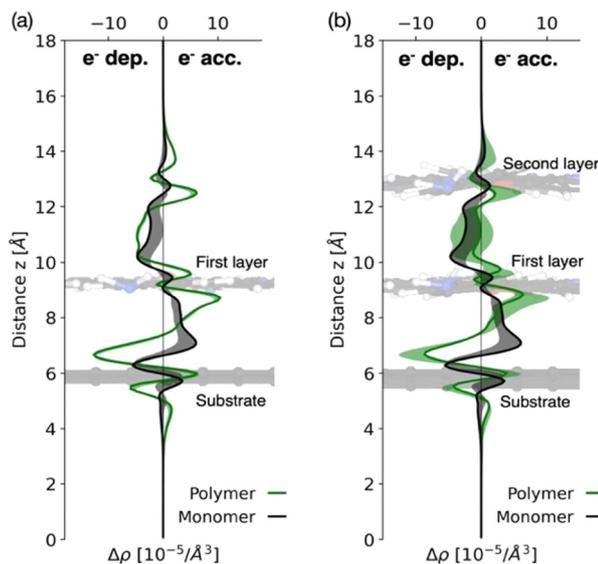 (a)
−10 0 10
e- dep. e- acc.
18
16
14
12
10
8
6
4
2
0
Distance z [Å]
First layer
Substrate
Polymer
Monomer
Δρ [10⁻⁵/Å³]
(b)
−10 0 10
e- dep. e- acc.
18
16
14
12
10
8
6
4
2
0
Distance z [Å]
Second layer
First layer
Substrate
Polymer
Monomer
Δρ [10⁻⁵/Å³]